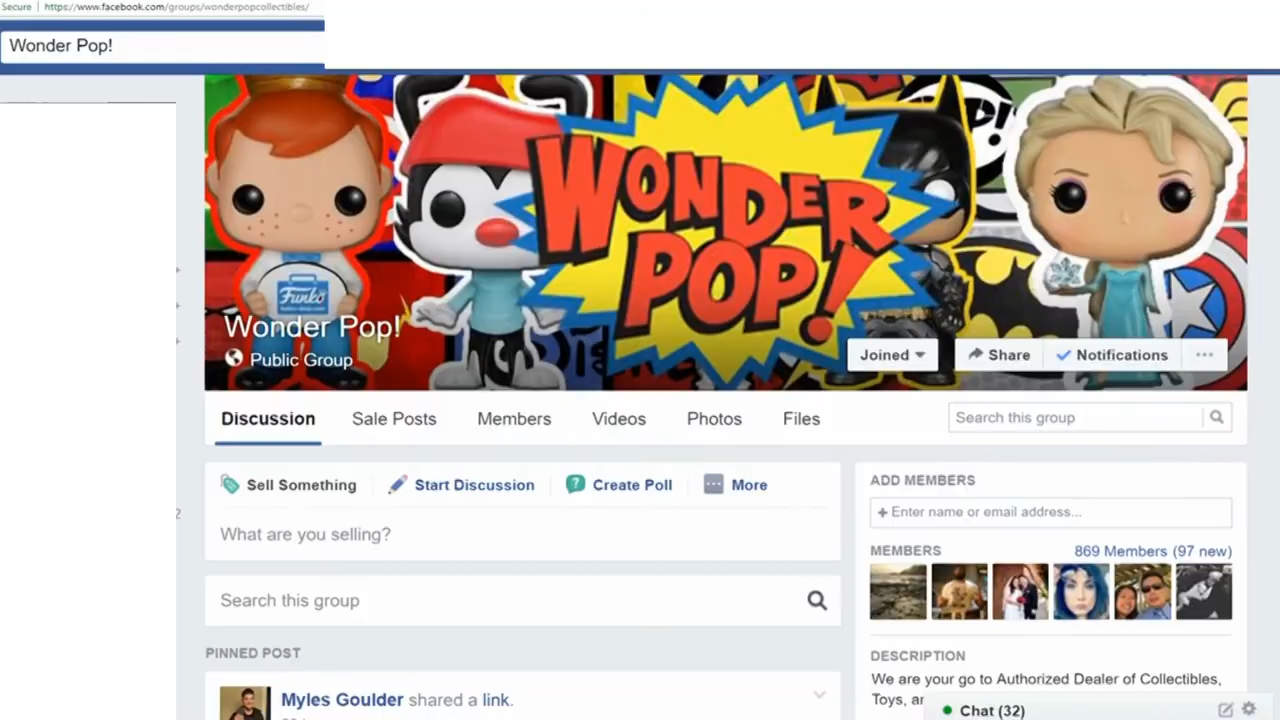 Secure | https://www.facebook.com/groups/wonderpopcollectibles/
Wonder Pop!
WONDER
POP!
Funko
Wonder Pop!
Public Group
Joined
Share
Notifications
Discussion
Sale Posts
Members
Videos
Photos
Files
Search this group
Sell Something
Start Discussion
Create Poll
More
What are you selling?
Search this group
PINNED POST
Myles Goulder shared a link.
ADD MEMBERS
+ Enter name or email address...
MEMBERS
869 Members (97 new)
DESCRIPTION
We are your go to Authorized Dealer of Collectibles,
Toys,
Chat (32)